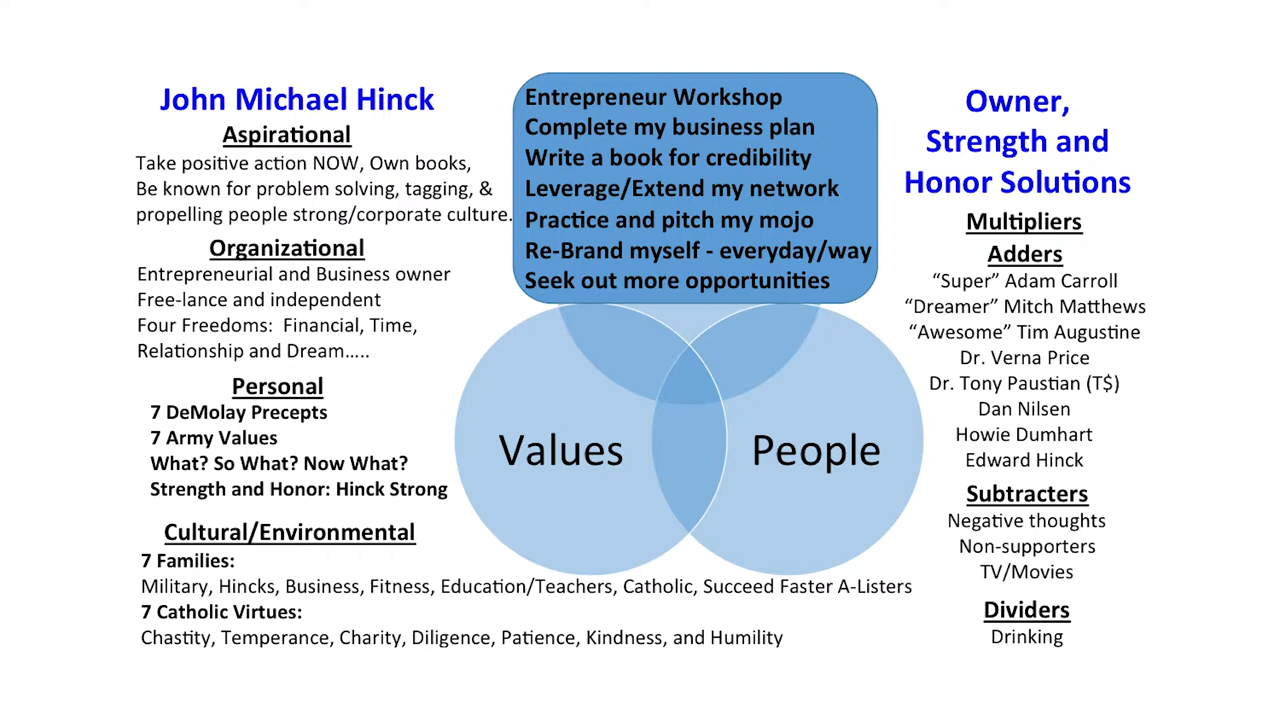 John Michael Hinck
Aspirational
Take positive action NOW, Own books,
Be known for problem solving, tagging, &
propelling people strong/corporate culture.
Organizational
Entrepreneurial and Business owner
Free-lance and independent
Four Freedoms:  Financial, Time,
Relationship and Dream…..
Personal
7 DeMolay Precepts
7 Army Values
What? So What? Now What?
Strength and Honor: Hinck Strong
Cultural/Environmental
7 Families:
Military, Hincks, Business, Fitness, Education/Teachers, Catholic, Succeed Faster A-Listers
7 Catholic Virtues:
Chastity, Temperance, Charity, Diligence, Patience, Kindness, and Humility
Entrepreneur Workshop
Complete my business plan
Write a book for credibility
Leverage/Extend my network
Practice and pitch my mojo
Re-Brand myself - everyday/way
Seek out more opportunities
Values
People
Owner,
Strength and
Honor Solutions
Multipliers
Adders
“Super” Adam Carroll
“Dreamer” Mitch Matthews
“Awesome” Tim Augustine
Dr. Verna Price
Dr. Tony Paustian (T$)
Dan Nilsen
Howie Dumhart
Edward Hinck
Subtracters
Negative thoughts
Non-supporters
TV/Movies
Dividers
Drinking